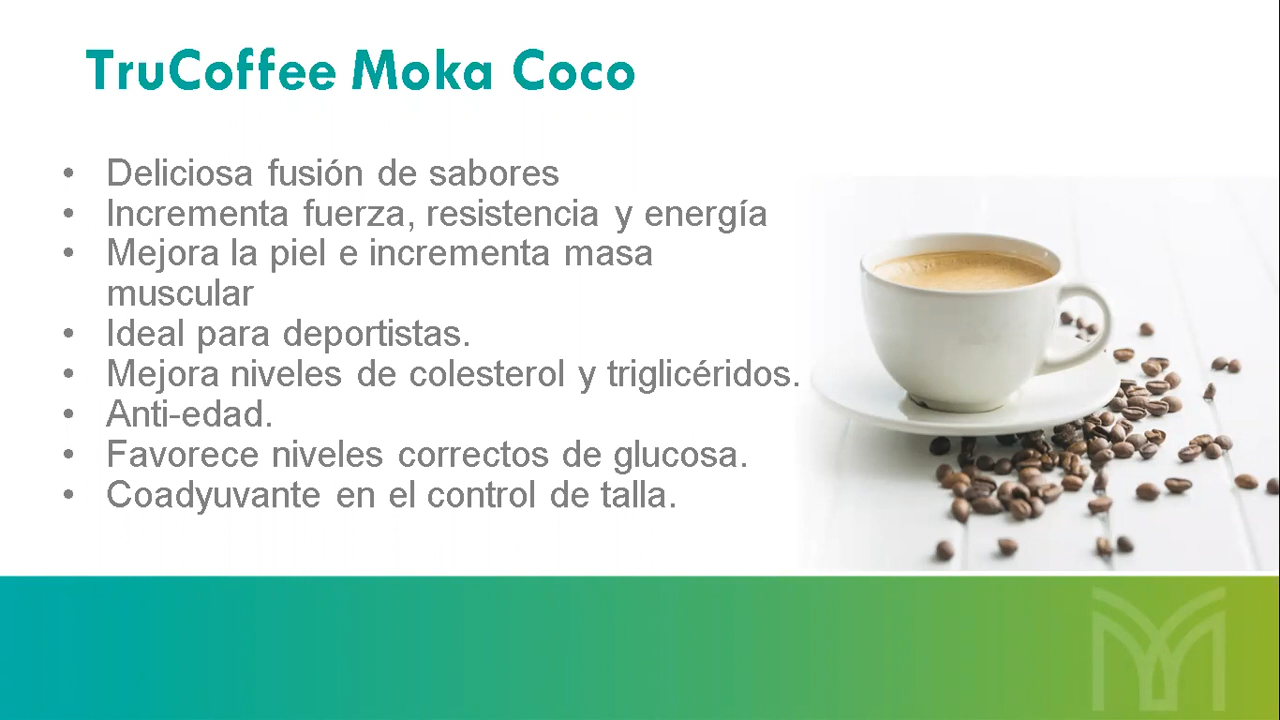 TruCoffee Moka Coco
• Deliciosa fusión de sabores
• Incrementa fuerza, resistencia y energía
• Mejora la piel e incrementa masa
muscular
• Ideal para deportistas.
• Mejora niveles de colesterol y triglicéridos.
• Anti-edad.
• Favorece niveles correctos de glucosa.
• Coadyuvante en el control de talla.